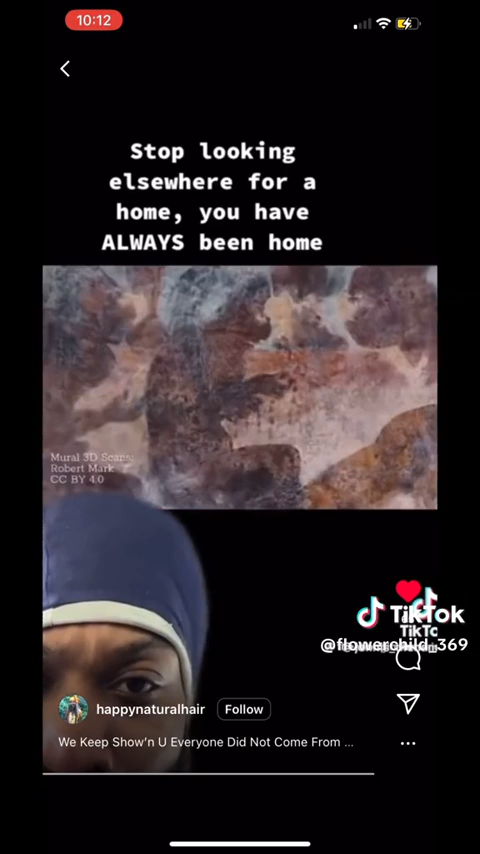 10:12
Stop looking
elsewhere for a
home, you have
ALWAYS been home
Mural 3D Scans:
Robert Mark
CC BY 4.0
TikTok
TikTo
@flowerchild_369
happynaturalhair
Follow
We Keep Show'n U Everyone Did Not Come From ...